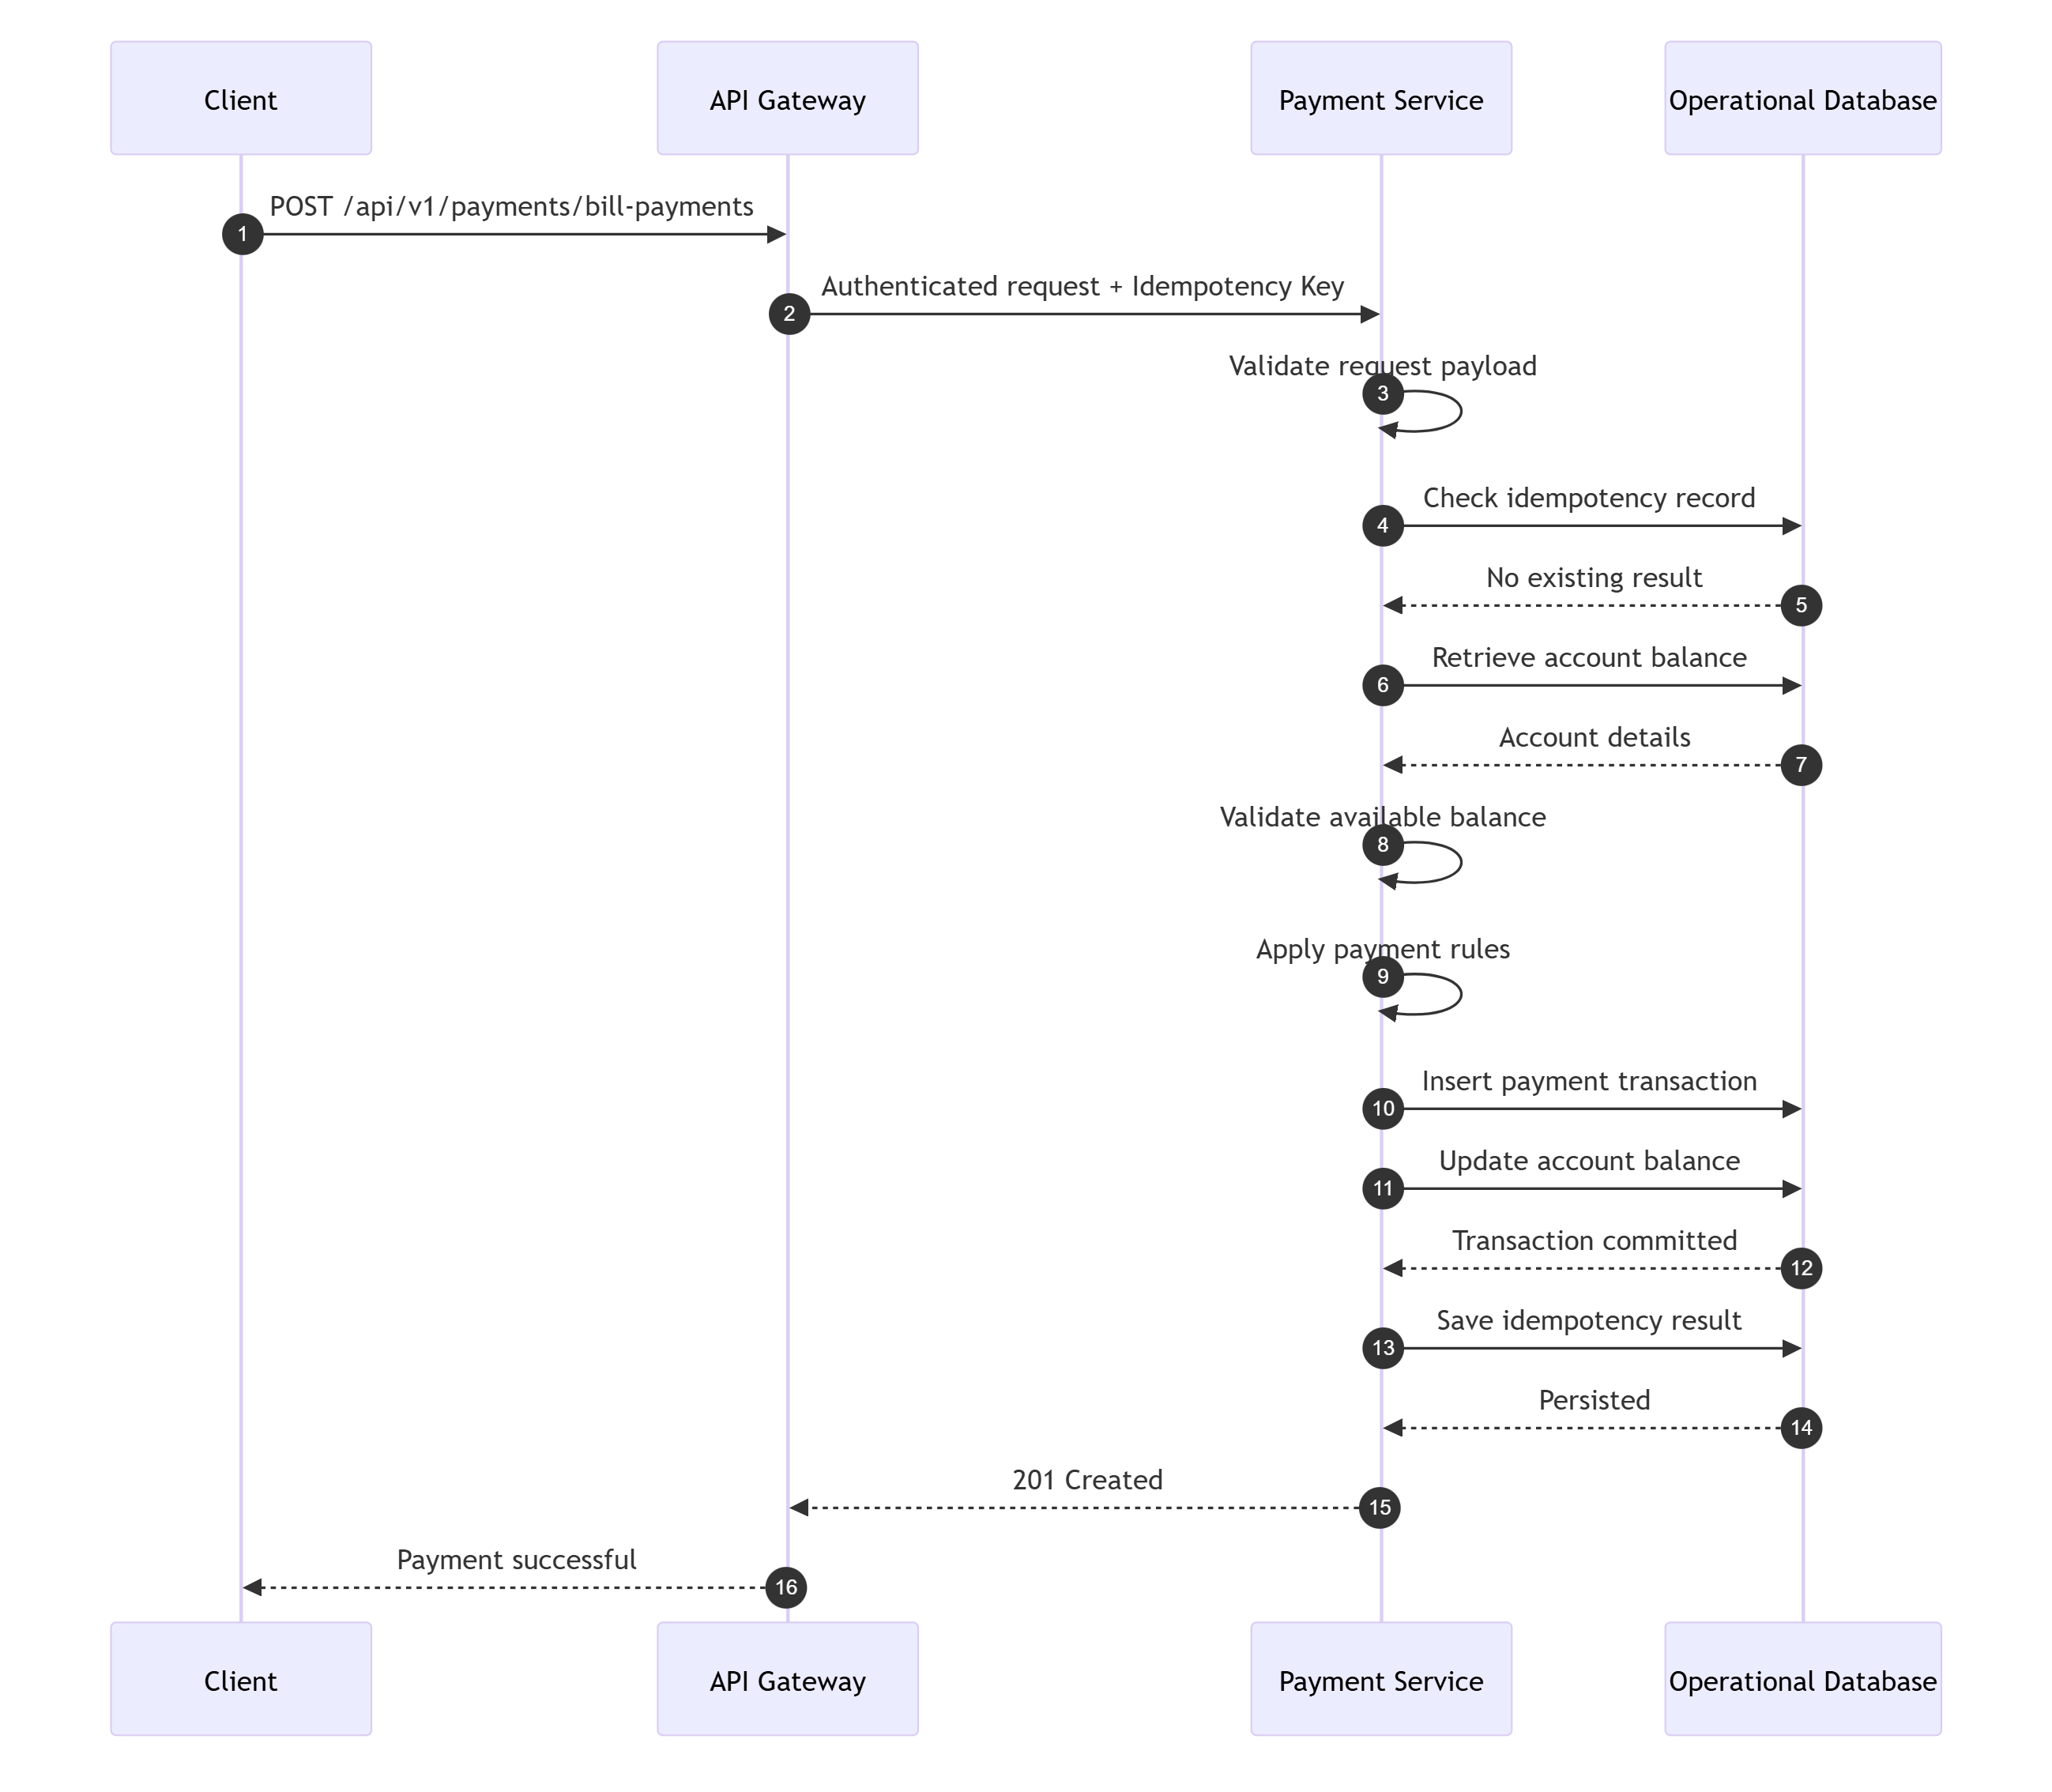 Client
API Gateway
Payment Service
Operational Database
POST /api/v1/payments/bill-payments
1
Authenticated request + Idempotency Key
2
Validate request payload
3
Check idempotency record
4
No existing result
5
Retrieve account balance
6
Account details
7
Validate available balance
8
Apply payment rules
9
Insert payment transaction
10
Update account balance
11
Transaction committed
12
Save idempotency result
13
Persisted
14
201 Created
15
Payment successful
16
Client
API Gateway
Payment Service
Operational Database